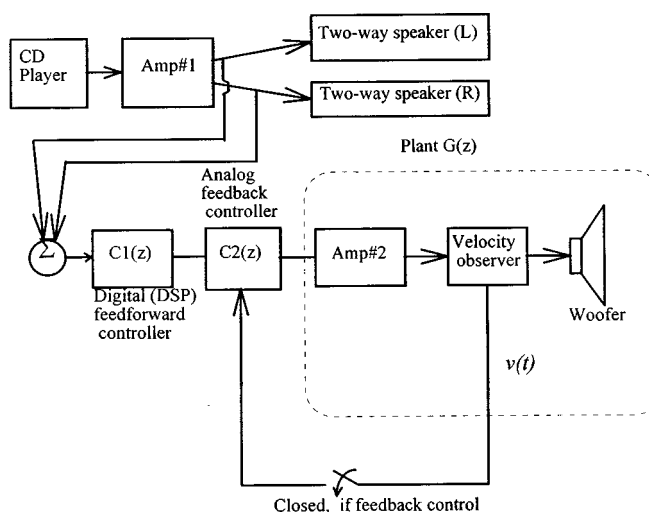 CD
Player
Amp#1
Two-way speaker (L)
Two-way speaker (R)
Plant G(z)
Analog
feedback
controller
Σ
C1(z)
C2(z)
Amp#2
Velocity
observer
Woofer
Digital (DSP)
feedforward
controller
v(t)
Closed, if feedback control